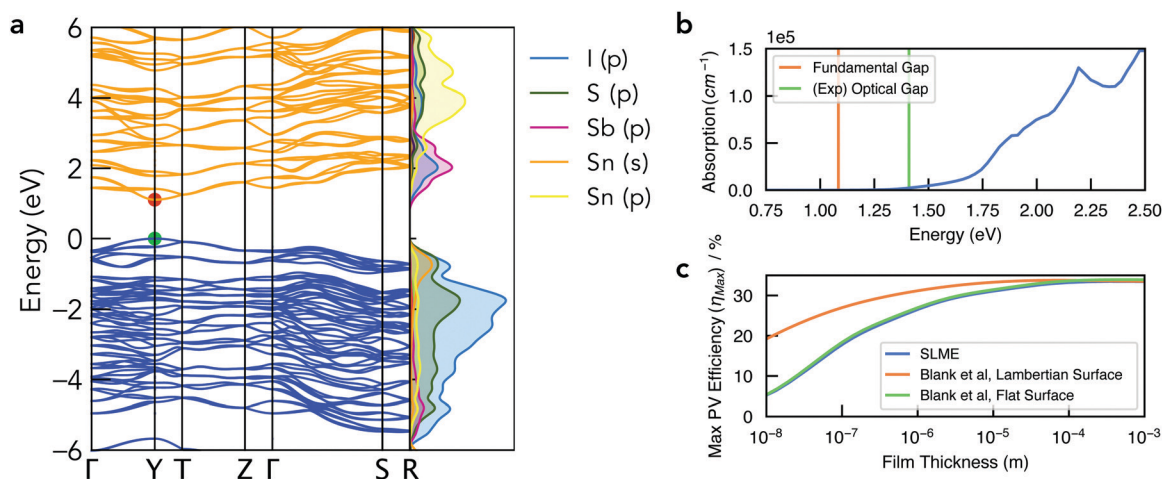 a
Energy (eV)
6
4
2
0
−2
−4
−6
Γ Y T Z Γ S R
I (p)
S (p)
Sb (p)
Sn (s)
Sn (p)
b
1e5
Absorption (cm⁻¹)
1.5
1.0
0.5
0.0
Fundamental Gap
(Exp) Optical Gap
0.75 1.00 1.25 1.50 1.75 2.00 2.25 2.50
Energy (eV)
c
Max PV Efficiency (ηMax) / %
30
20
10
0
SLME
Blank et al, Lambertian Surface
Blank et al, Flat Surface
10⁻⁸ 10⁻⁷ 10⁻⁶ 10⁻⁵ 10⁻⁴ 10⁻³
Film Thickness (m)